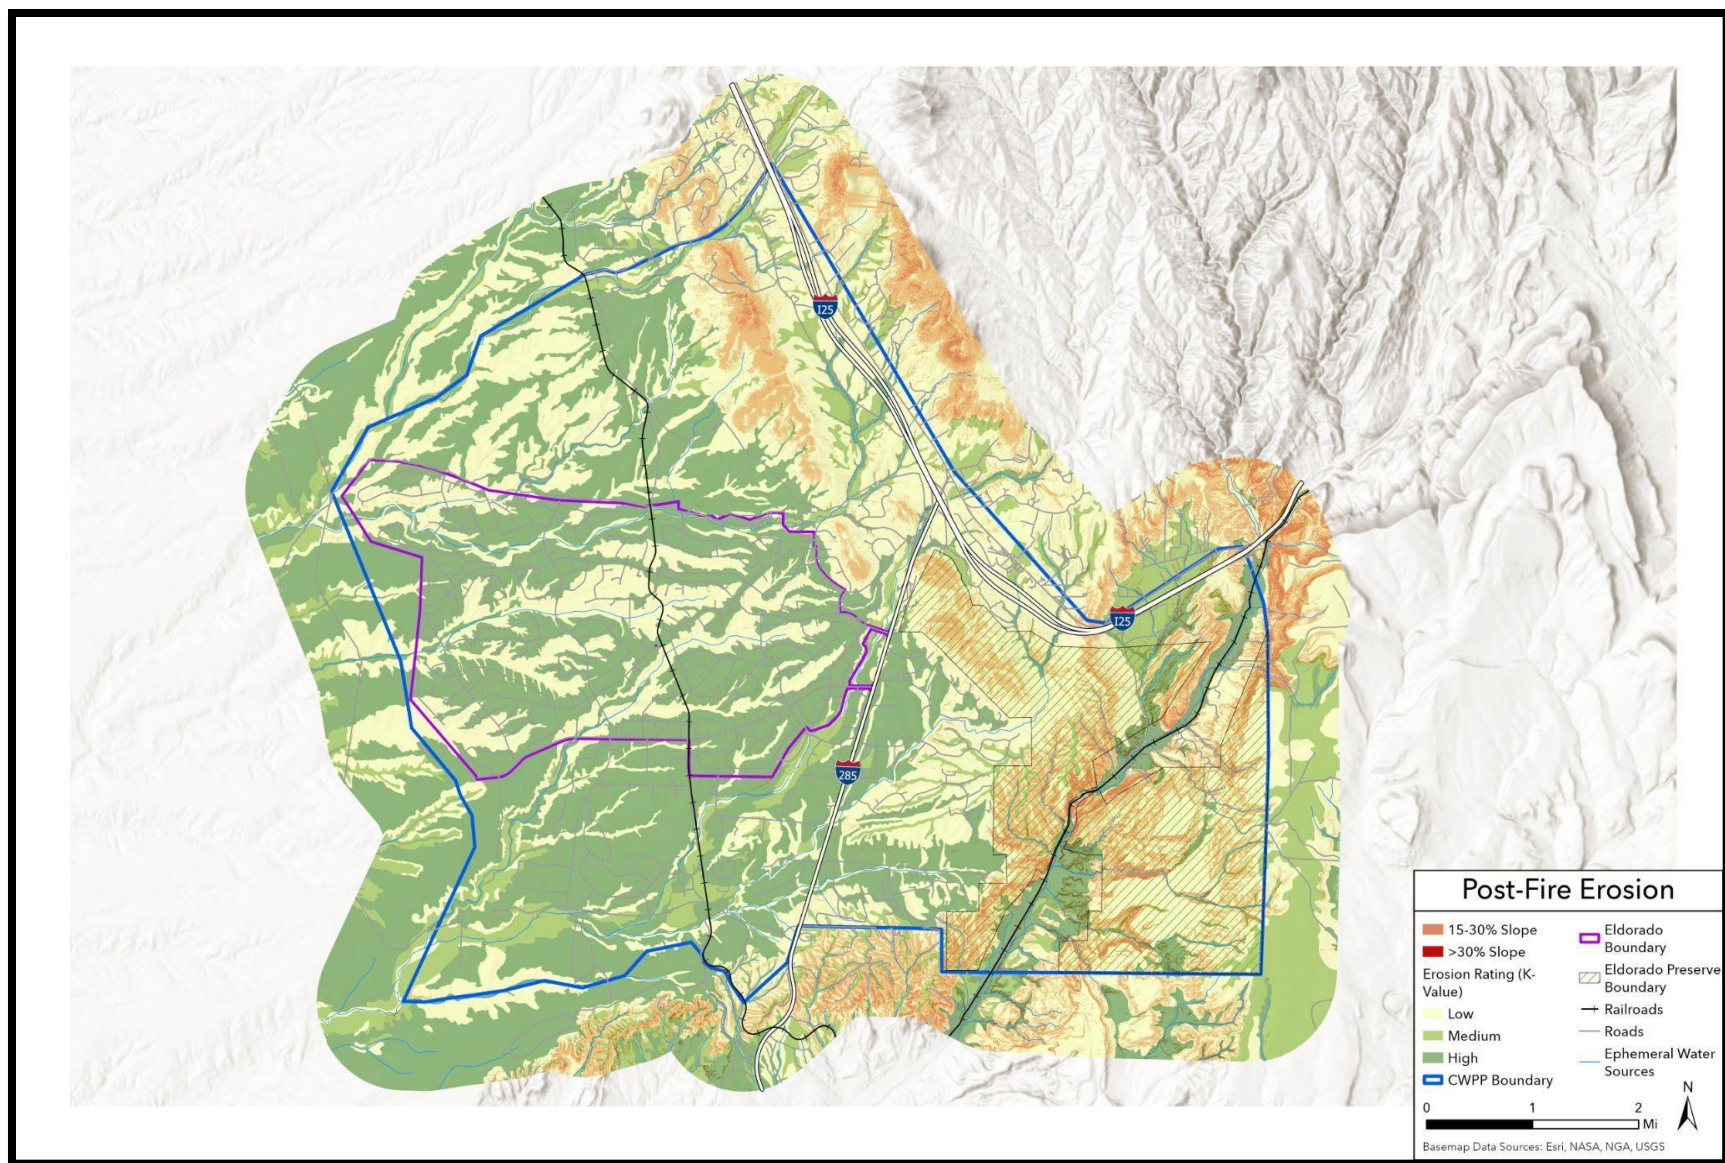 I25
I25
285
Post-Fire Erosion
15-30% Slope
>30% Slope
Erosion Rating (K-
Value)
Low
Medium
High
CWPP Boundary
Eldorado
Boundary
Eldorado Preserve
Boundary
Railroads
Roads
Ephemeral Water
Sources
N
0 1 2
Mi
Basemap Data Sources: Esri, NASA, NGA, USGS